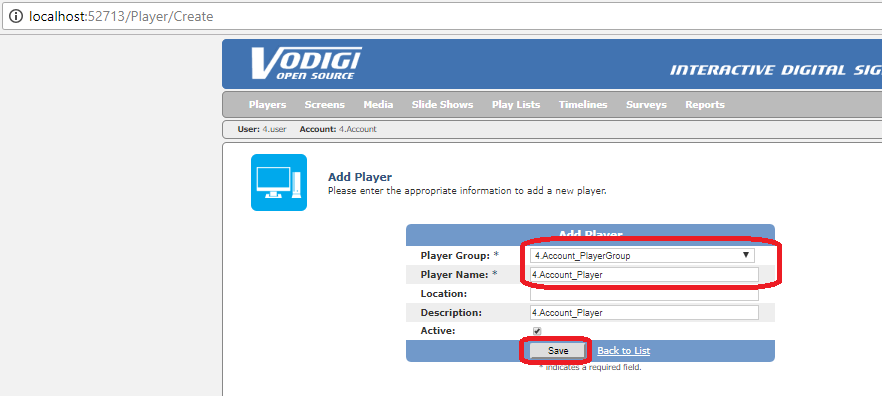 localhost:52713/Player/Create
VODIGI
OPEN SOURCE
INTERACTIVE DIGITAL SIG
Players Screens Media Slide Shows Play Lists Timelines Surveys Reports
User: 4.user Account: 4.Account
Add Player
Please enter the appropriate information to add a new player.
Add Player
Player Group: * 4.Account_PlayerGroup
Player Name: * 4.Account_Player
Location:
Description: 4.Account_Player
Active:
Save Back to List
* indicates a required field.